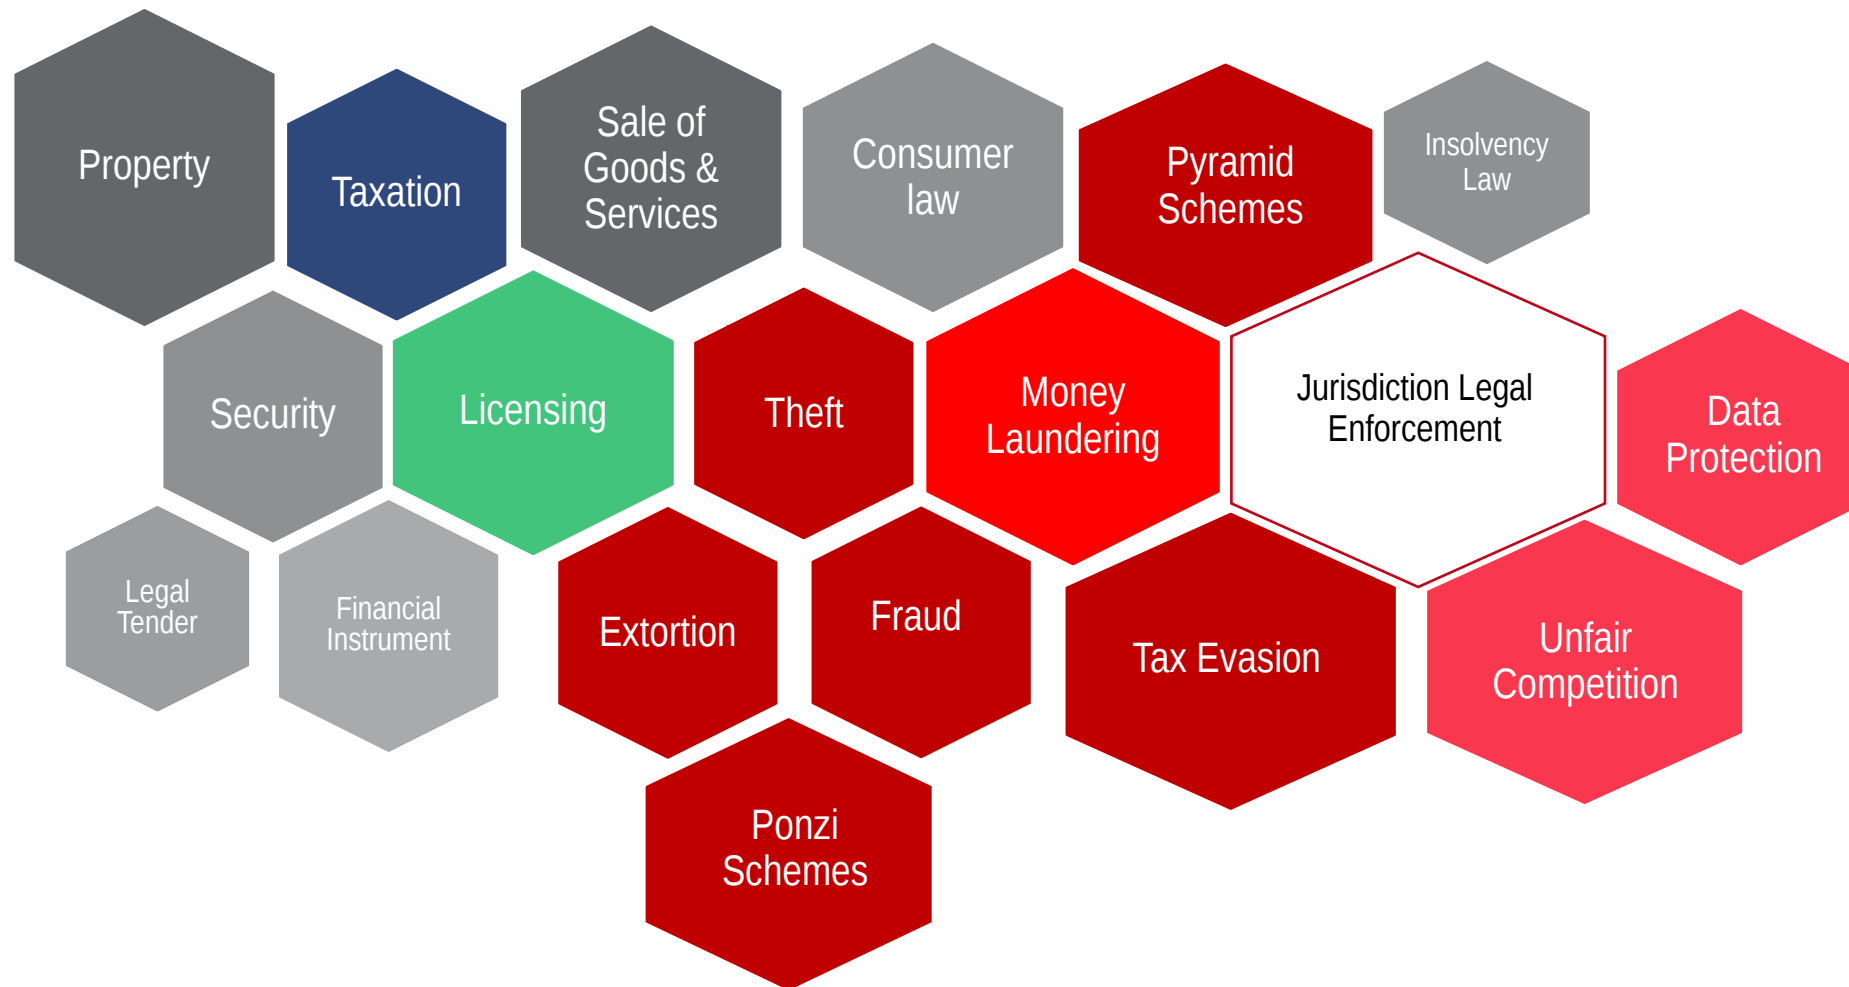 Property
Taxation
Sale of
Goods &
Services
Consumer
law
Pyramid
Schemes
Insolvency
Law
Security
Licensing
Theft
Money
Laundering
Jurisdiction Legal
Enforcement
Data
Protection
Legal
Tender
Financial
Instrument
Extortion
Fraud
Tax Evasion
Unfair
Competition
Ponzi
Schemes